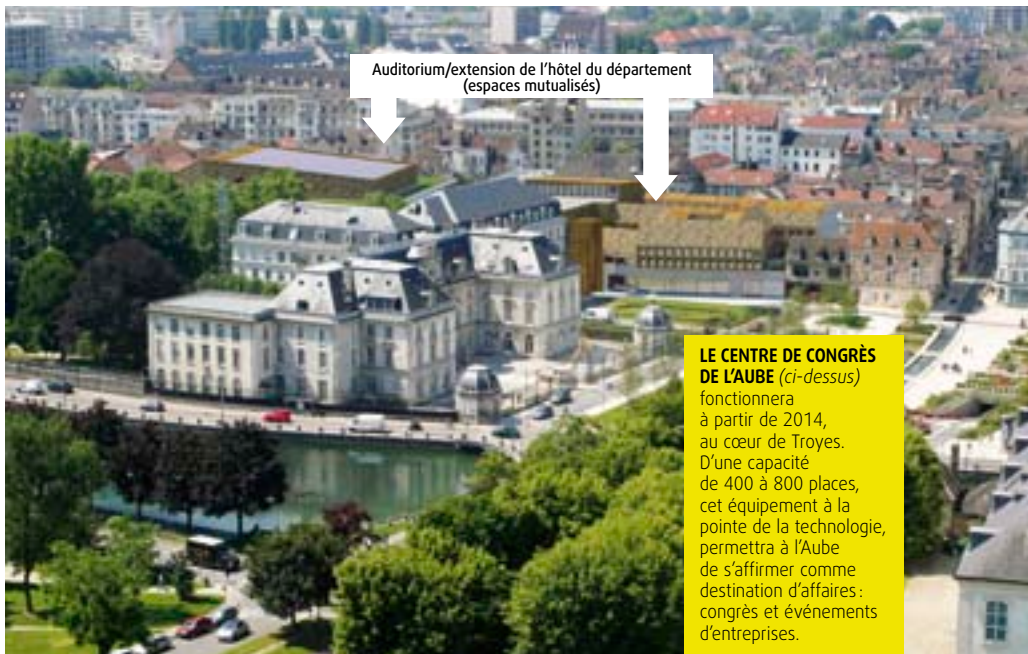 Auditorium/extension de l'hôtel du département
(espaces mutualisés)
LE CENTRE DE CONGRÈS
DE L'AUBE (ci-dessus)
fonctionnera
à partir de 2014,
au cœur de Troyes.
D'une capacité
de 400 à 800 places,
cet équipement à la
pointe de la technologie,
permettra à l'Aube
de s'affirmer comme
destination d'affaires :
congrès et événements
d'entreprises.